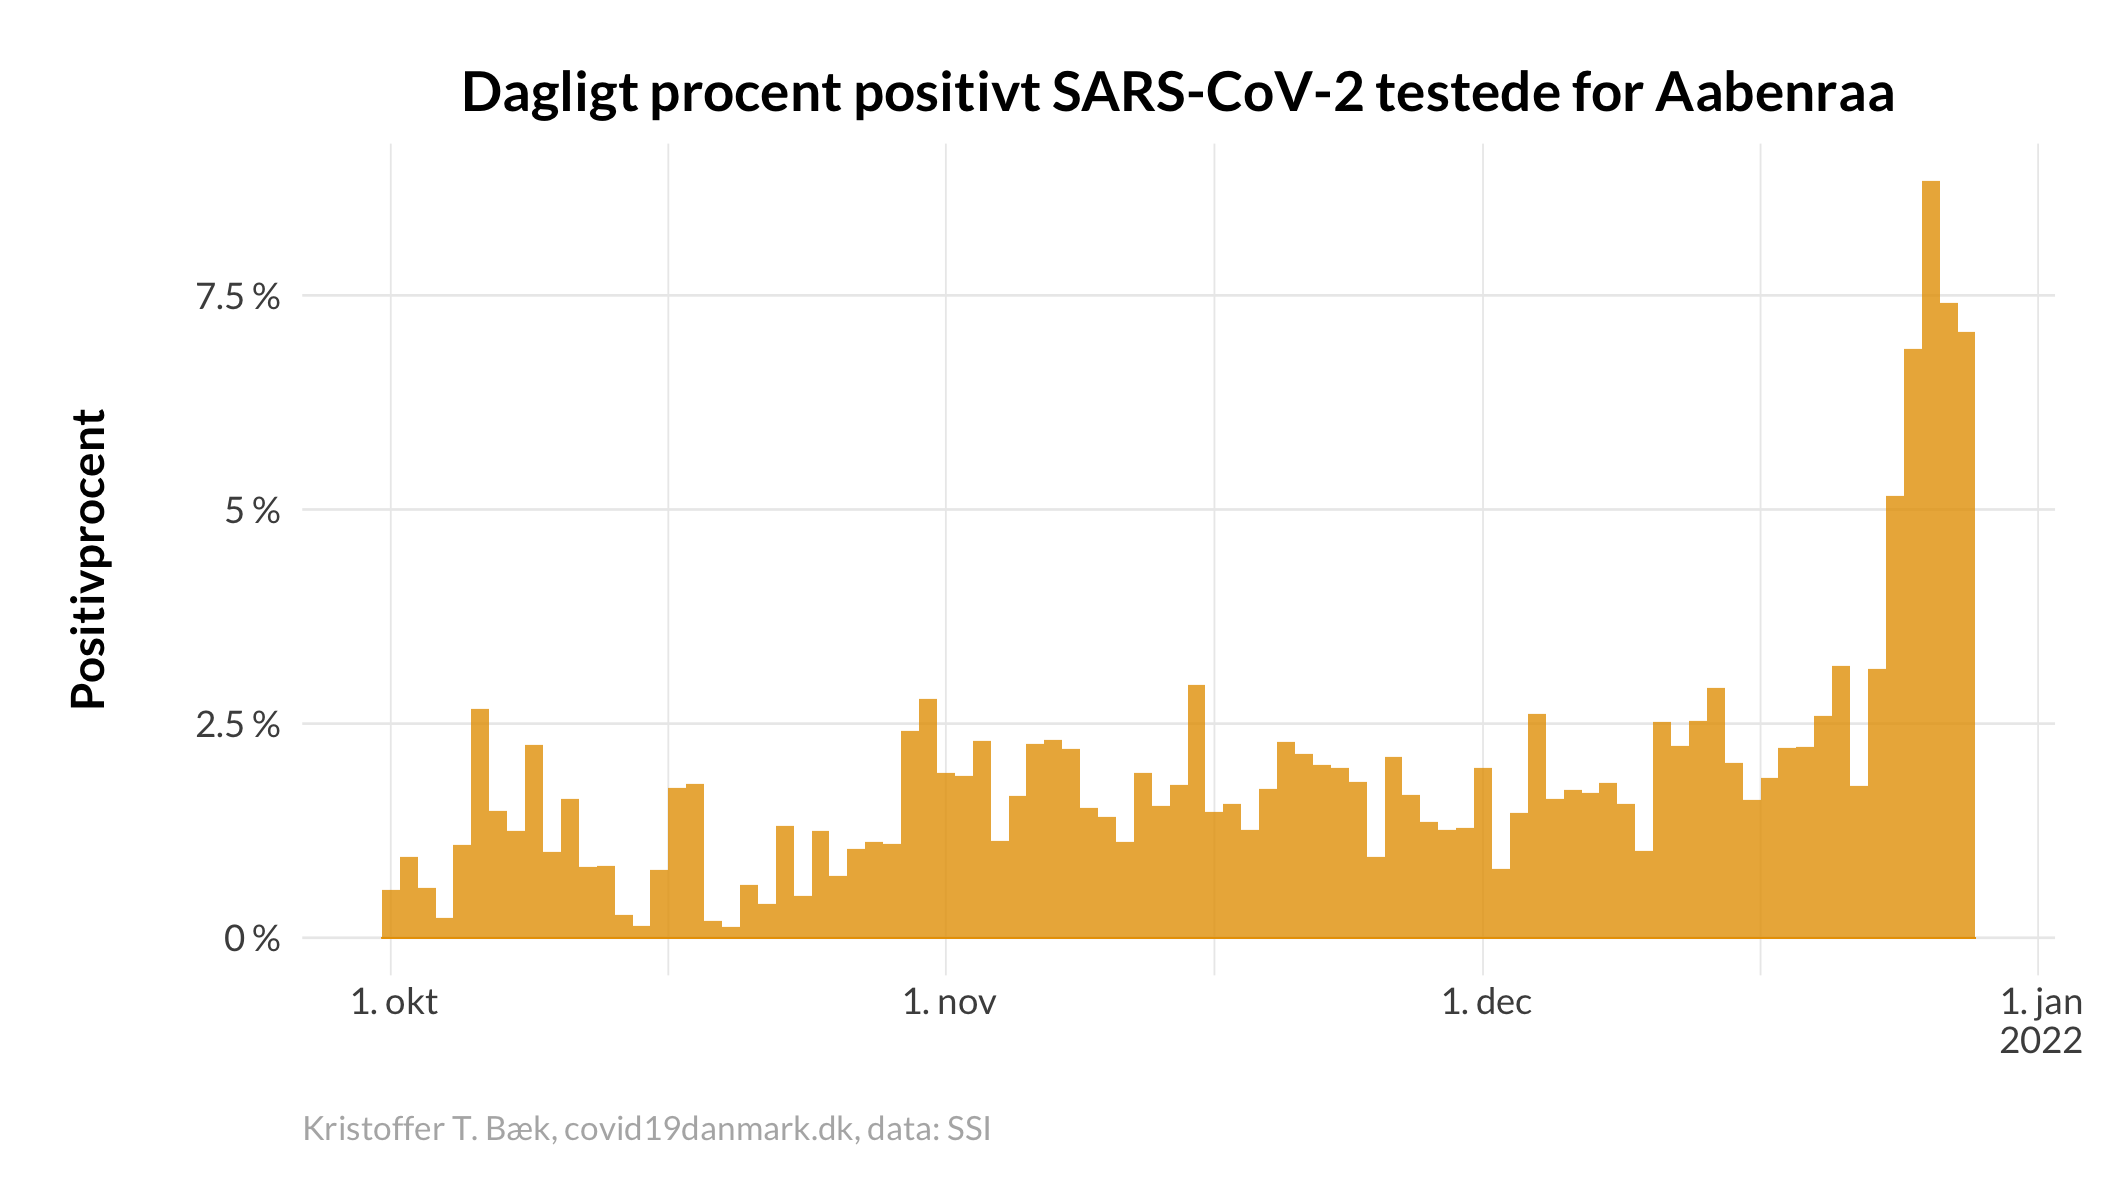 Dagligt procent positivt SARS-CoV-2 testede for Aabenraa
Positivprocent
7.5 %
5 %
2.5 %
0 %
1. okt
1. nov
1. dec
1. jan
2022
Kristoffer T. Bæk, covid19danmark.dk, data: SSI